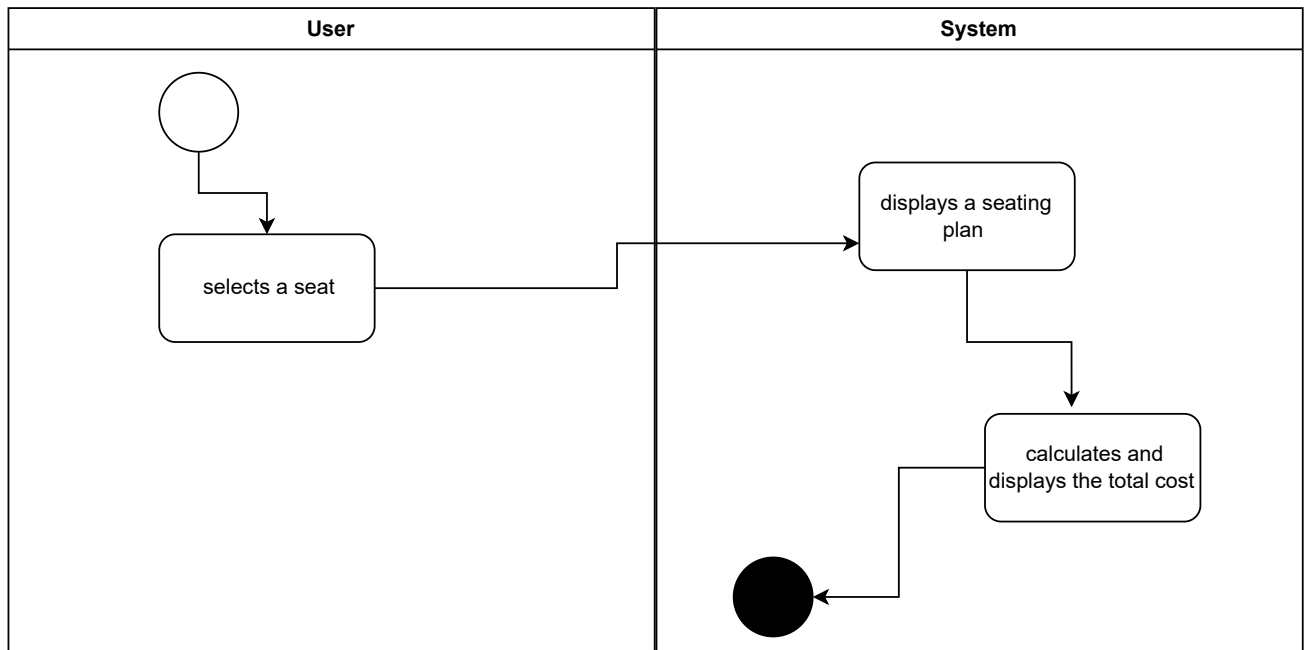 User
System
selects a seat
displays a seating
plan
calculates and
displays the total cost